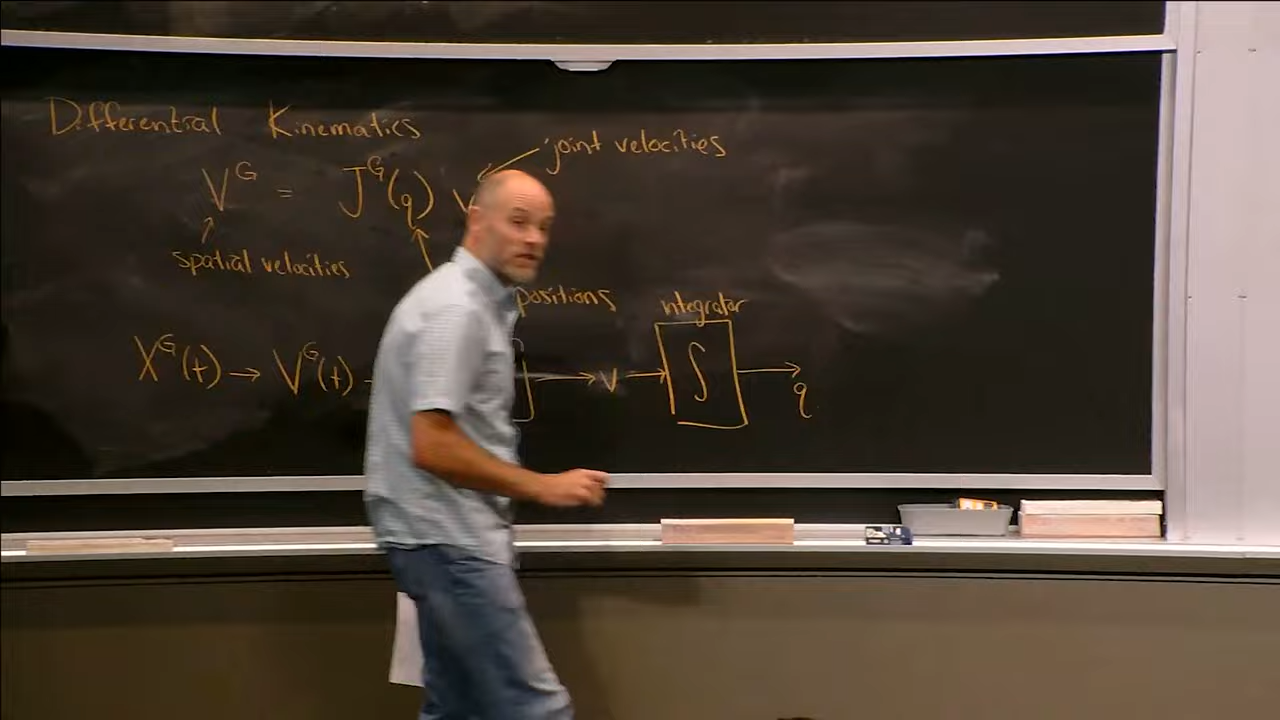 Differential Kinematics
joint velocities
V^G = J^G(q) v
spatial velocities
positions
integrator
X^G(t) → V^G(t)
→ v → ∫ → q